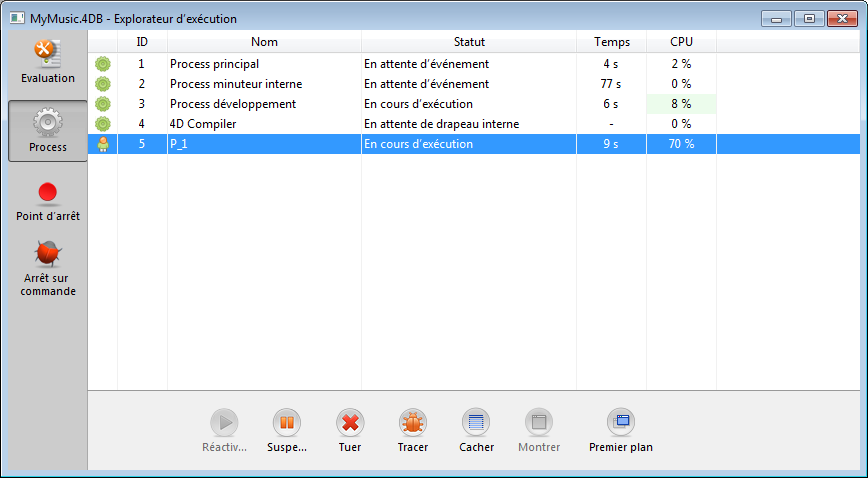 MyMusic.4DB - Explorateur d'exécution
Evaluation
Process
Point d'arrêt
Arrêt sur
commande
ID Nom Statut Temps CPU
1 Process principal En attente d'événement 4 s 2 %
2 Process minuteur interne En attente d'événement 77 s 0 %
3 Process développement En cours d'exécution 6 s 8 %
4 4D Compiler En attente de drapeau interne - 0 %
5 P_1 En cours d'exécution 9 s 70 %
Réactiv... Suspe... Tuer Tracer Cacher Montrer Premier plan